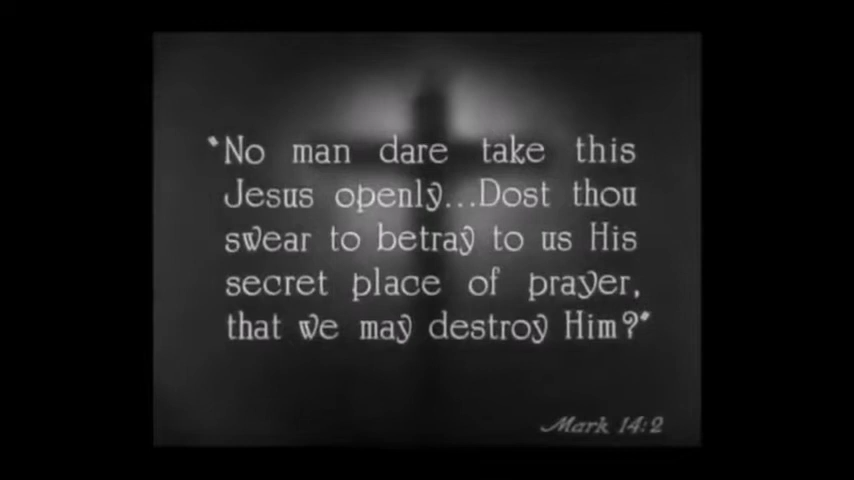 "No man dare take this
Jesus openly...Dost thou
swear to betray to us His
secret place of prayer,
that we may destroy Him?"
Mark 14:2